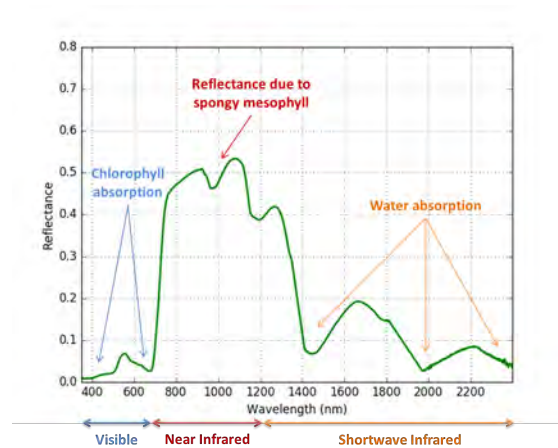 0.8
0.7
0.6
0.5
0.4
0.3
0.2
0.1
0.0
Reflectance
Reflectance due to
spongy mesophyll
Chlorophyll
absorption
Water absorption
400 600 800 1000 1200 1400 1600 1800 2000 2200
Wavelength (nm)
Visible Near Infrared Shortwave Infrared